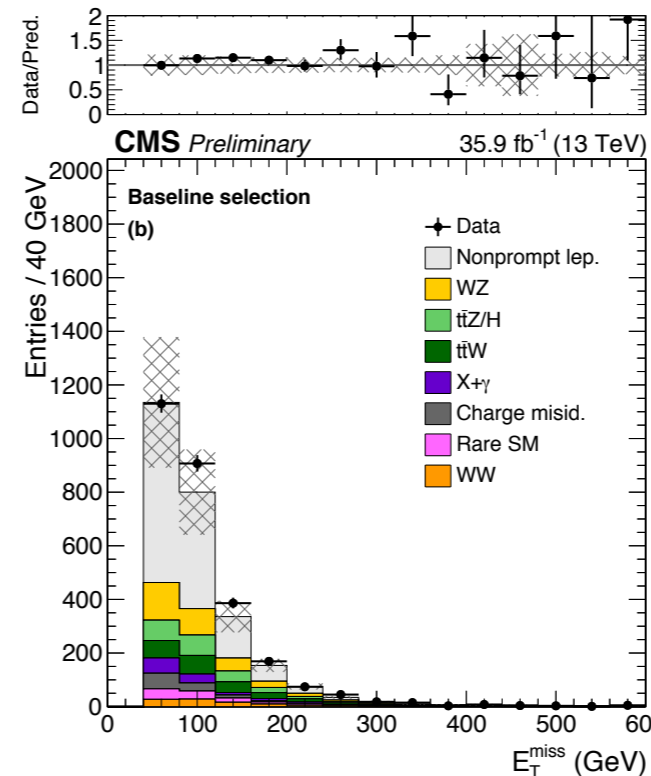 Data/Pred.
2
1.5
1
0.5
0
CMS Preliminary 35.9 fb⁻¹ (13 TeV)
Entries / 40 GeV
2000
1800
1600
1400
1200
1000
800
600
400
200
0
Baseline selection
(b)
Data
Nonprompt lep.
WZ
tt̄Z/H
tt̄W
X+γ
Charge misid.
Rare SM
WW
0 100 200 300 400 500 60
E_T^miss (GeV)